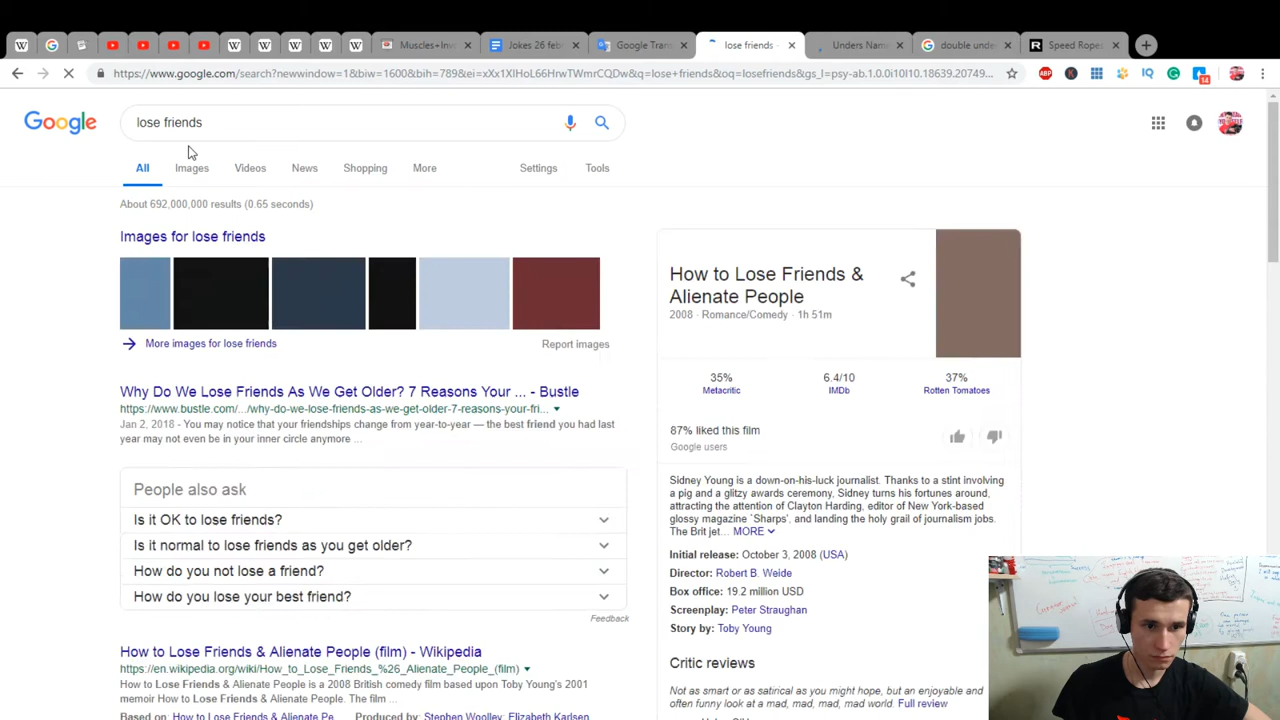 Muscles+Inv
Jokes 26 feb
Google Tran
lose friends -
Unders Nami
double unde
Speed Ropes
https://www.google.com/search?newwindow=1&biw=1600&bih=789&ei=xXx1XIHoL66HrwTWmrCQDw&q=lose+friends&oq=losefriends&gs_l=psy-ab.1.0.0i10l10.18639.20749...
ABP
K
IQ
14
Google
lose friends
All
Images
Videos
News
Shopping
More
Settings
Tools
About 692,000,000 results (0.65 seconds)
Images for lose friends
More images for lose friends
Report images
Why Do We Lose Friends As We Get Older? 7 Reasons Your ... - Bustle
https://www.bustle.com/.../why-do-we-lose-friends-as-we-get-older-7-reasons-your-fri...
Jan 2, 2018 - You may notice that your friendships change from year-to-year — the best friend you had last
year may not even be in your inner circle anymore ...
People also ask
Is it OK to lose friends?
Is it normal to lose friends as you get older?
How do you not lose a friend?
How do you lose your best friend?
Feedback
How to Lose Friends & Alienate People (film) - Wikipedia
https://en.wikipedia.org/wiki/How_to_Lose_Friends_%26_Alienate_People_(film)
How to Lose Friends & Alienate People is a 2008 British comedy film based upon Toby Young's 2001
memoir How to Lose Friends & Alienate People. The film ...
Based on: How to Lose Friends & Alienate Pe... Produced by: Stephen Woolley; Elizabeth Karlsen
How to Lose Friends &
Alienate People
2008 · Romance/Comedy · 1h 51m
35%
Metacritic
6.4/10
IMDb
37%
Rotten Tomatoes
87% liked this film
Google users
Sidney Young is a down-on-his-luck journalist. Thanks to a stint involving
a pig and a glitzy awards ceremony, Sidney turns his fortunes around,
attracting the attention of Clayton Harding, editor of New York-based
glossy magazine `Sharps', and landing the holy grail of journalism jobs.
The Brit jet... MORE
Initial release: October 3, 2008 (USA)
Director: Robert B. Weide
Box office: 19.2 million USD
Screenplay: Peter Straughan
Story by: Toby Young
Critic reviews
Not as smart or as satirical as you might hope, but an enjoyable and
often funny look at a mad, mad, mad, mad world. Full review